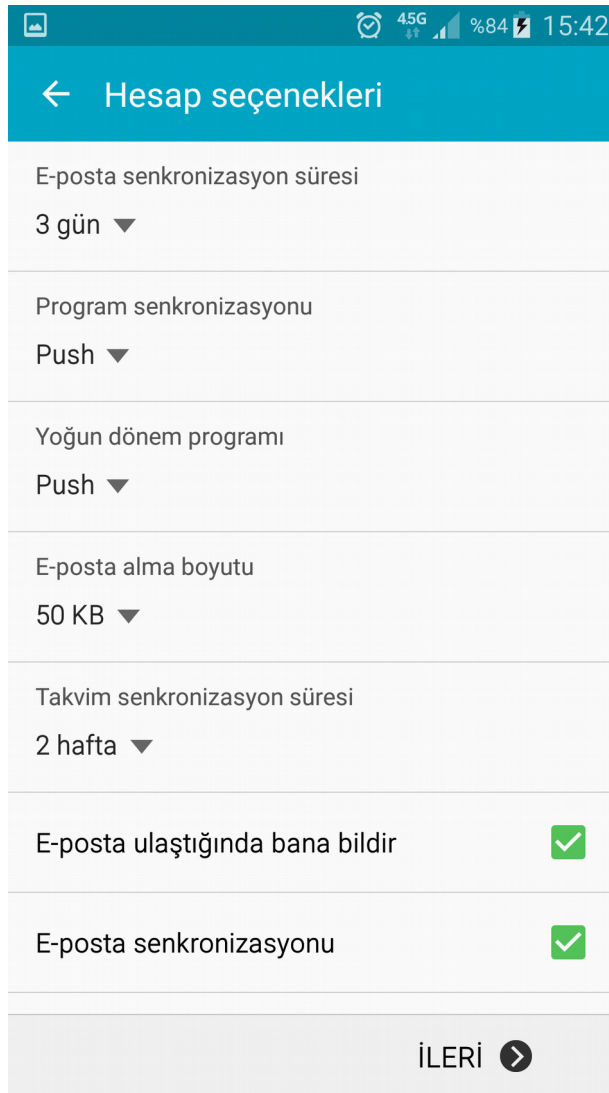 4.5G %84 15:42
Hesap seçenekleri
E-posta senkronizasyon süresi
3 gün
Program senkronizasyonu
Push
Yoğun dönem programı
Push
E-posta alma boyutu
50 KB
Takvim senkronizasyon süresi
2 hafta
E-posta ulaştığında bana bildir
E-posta senkronizasyonu
İLERİ